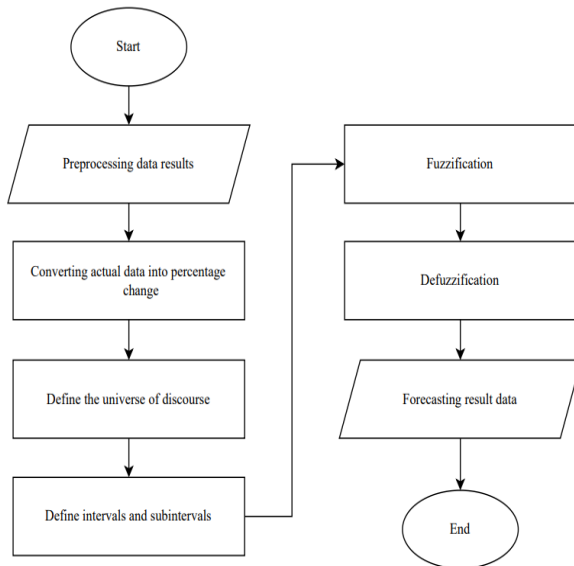 Start
Preprocessing data results
Converting actual data into percentage
change
Define the universe of discourse
Define intervals and subintervals
Fuzzification
Defuzzification
Forecasting result data
End